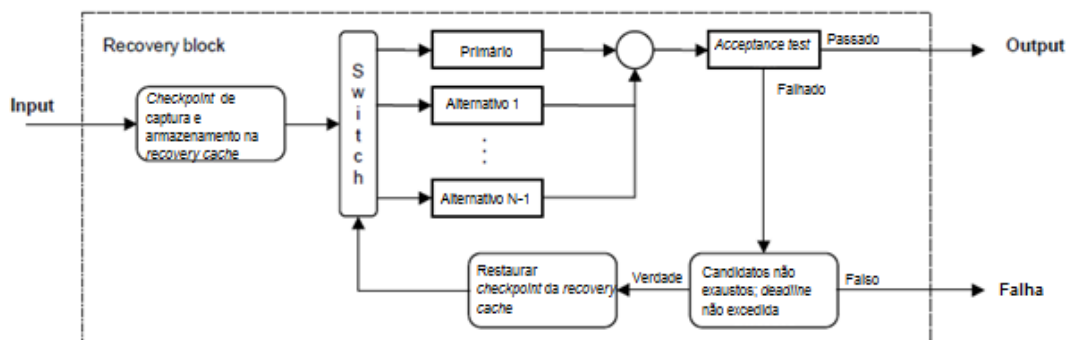 Recovery block
Input
Checkpoint de
captura e
armazenamento na
recovery cache
Switch
Primário
Alternativo 1
Alternativo N-1
Acceptance test
Passado
Output
Falhado
Restaurar
checkpoint da recovery
cache
Verdade
Candidatos não
exaustos; deadline
não excedida
Falso
Falha